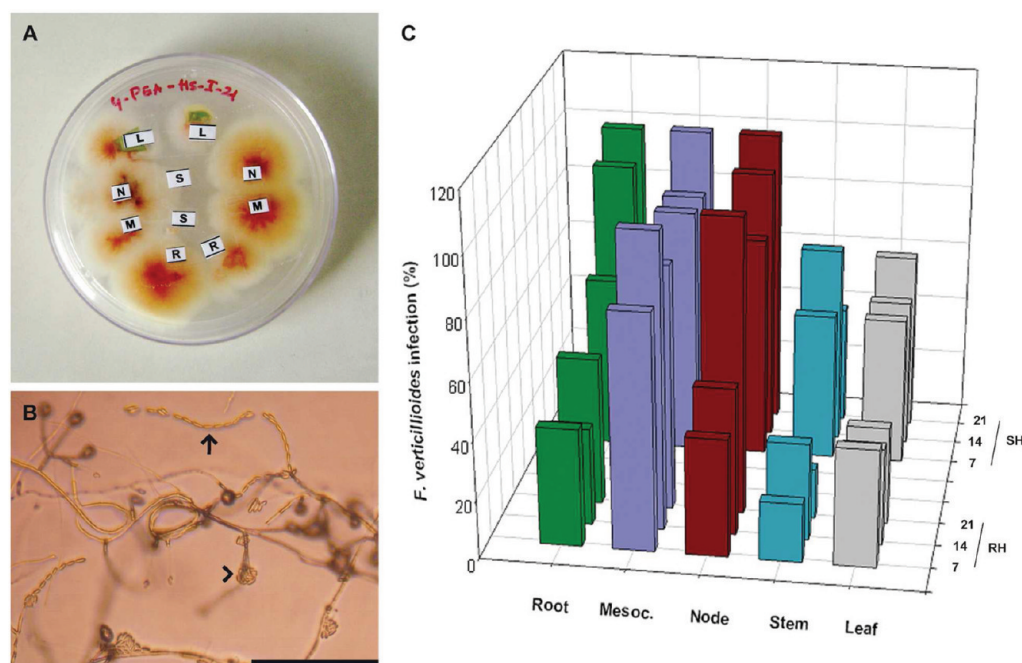 A
4-PEA-HS-I-21
L
L
N
S
N
M
S
M
R
R
B
C
F. verticillioides infection (%)
120
100
80
60
40
20
0
Root Mesoc. Node Stem Leaf
21
14
7
SH
21
14
7
RH